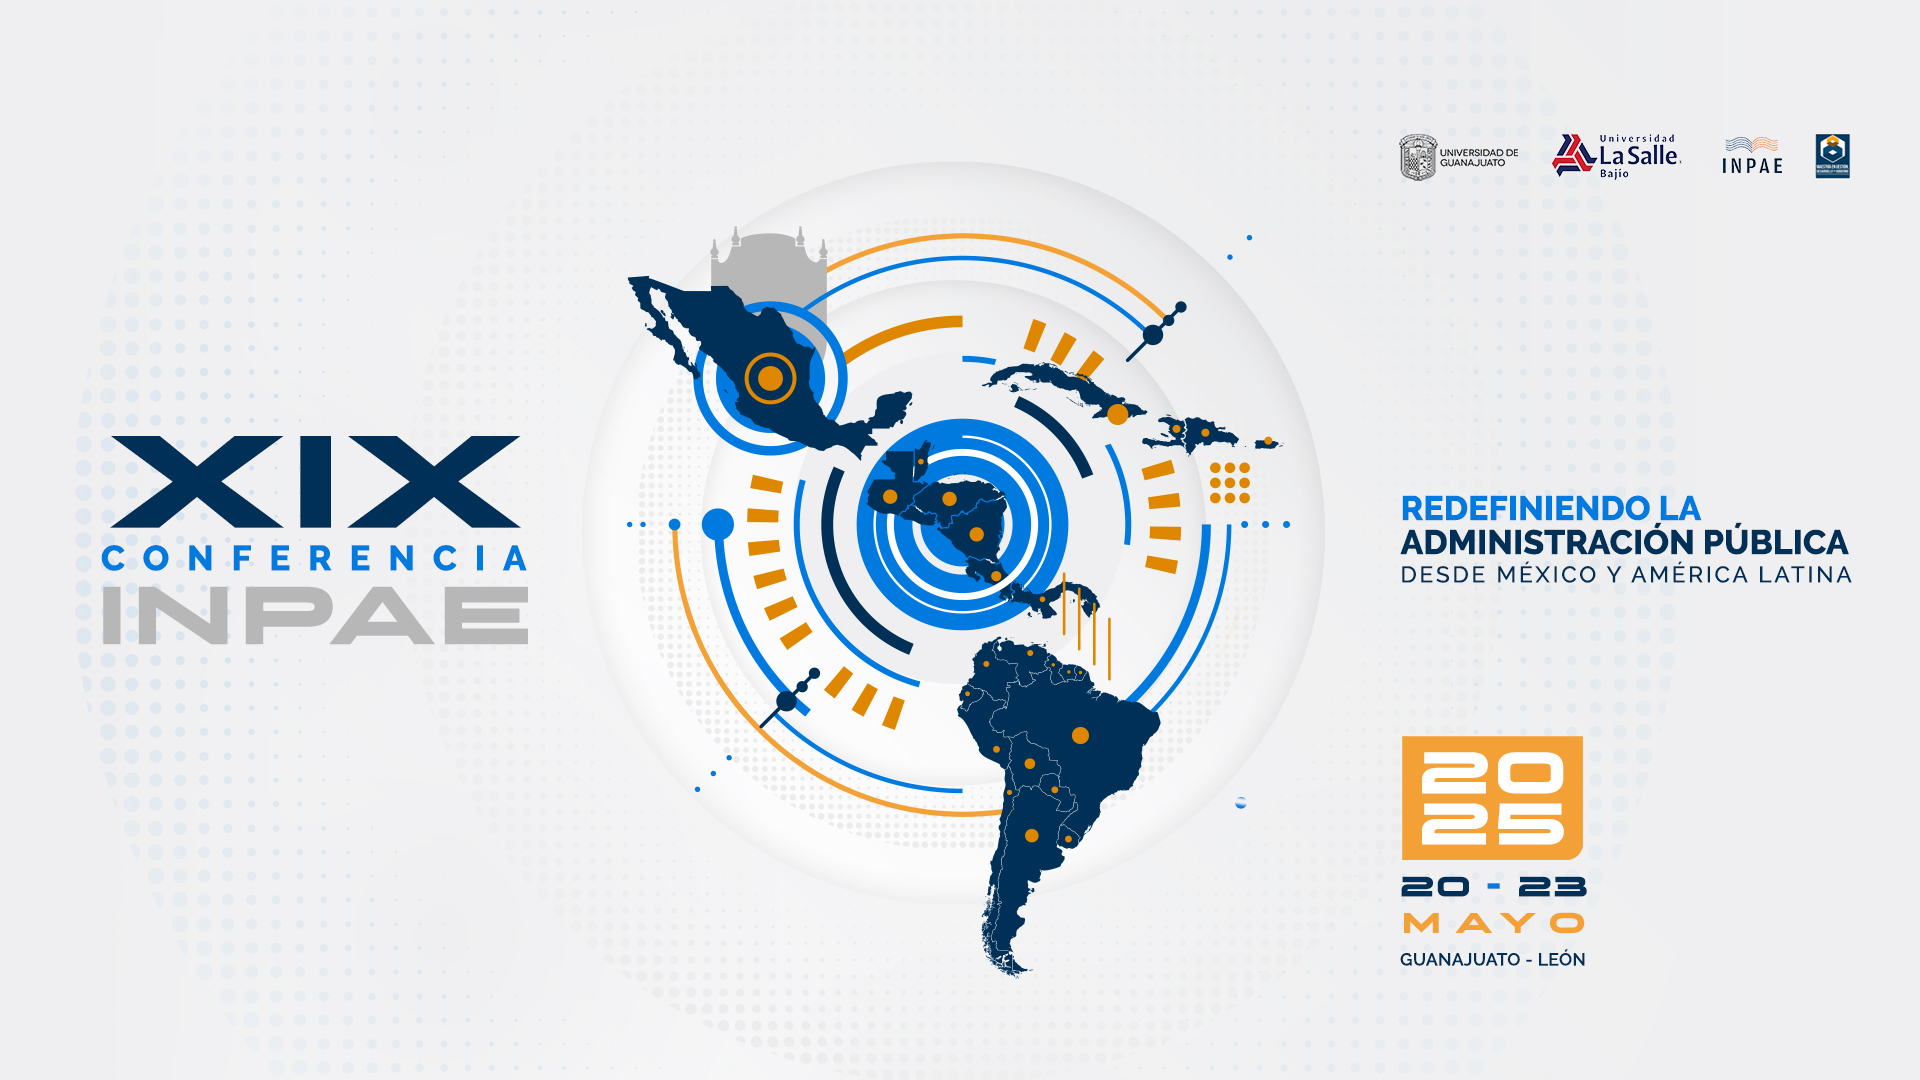 UNIVERSIDAD DE
GUANAJUATO
Universidad
La Salle
Bajío
INPAE
XIX
CONFERENCIA
INPAE
REDEFINIENDO LA
ADMINISTRACIÓN PÚBLICA
DESDE MÉXICO Y AMÉRICA LATINA
20
25
20 - 23
MAYO
GUANAJUATO - LEÓN